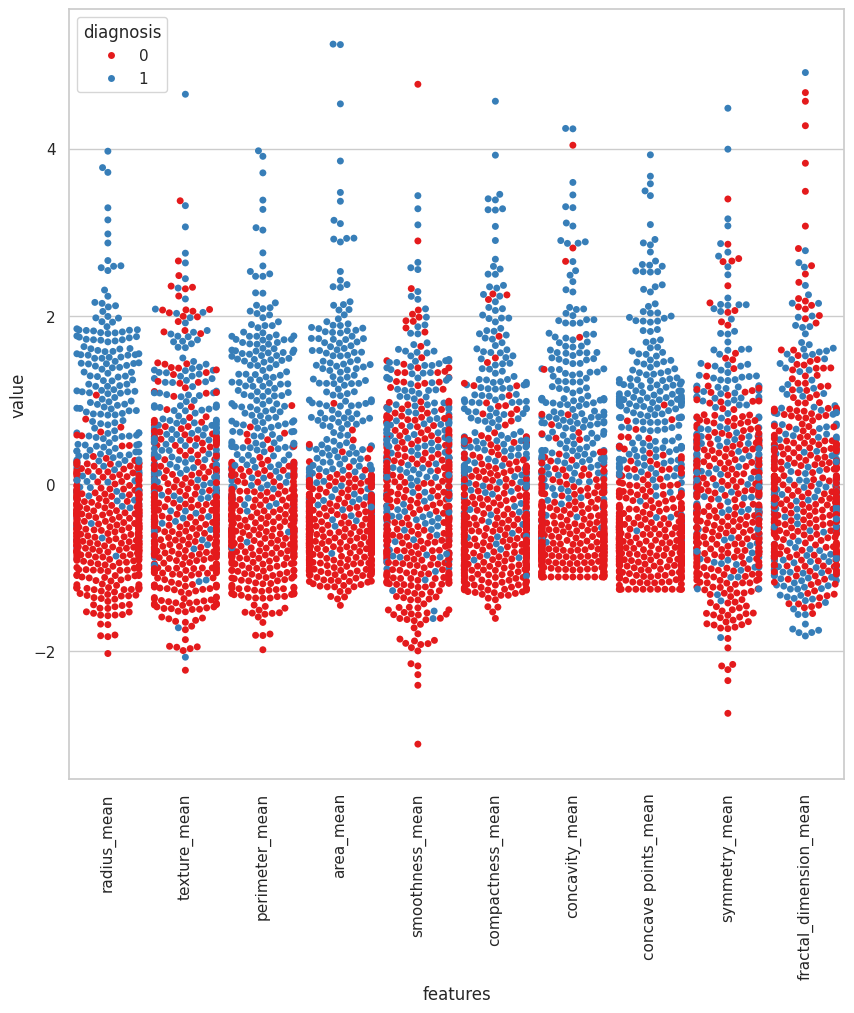 diagnosis
0
1
4
2
0
−2
value
radius_mean
texture_mean
perimeter_mean
area_mean
smoothness_mean
compactness_mean
concavity_mean
concave points_mean
symmetry_mean
fractal_dimension_mean
features